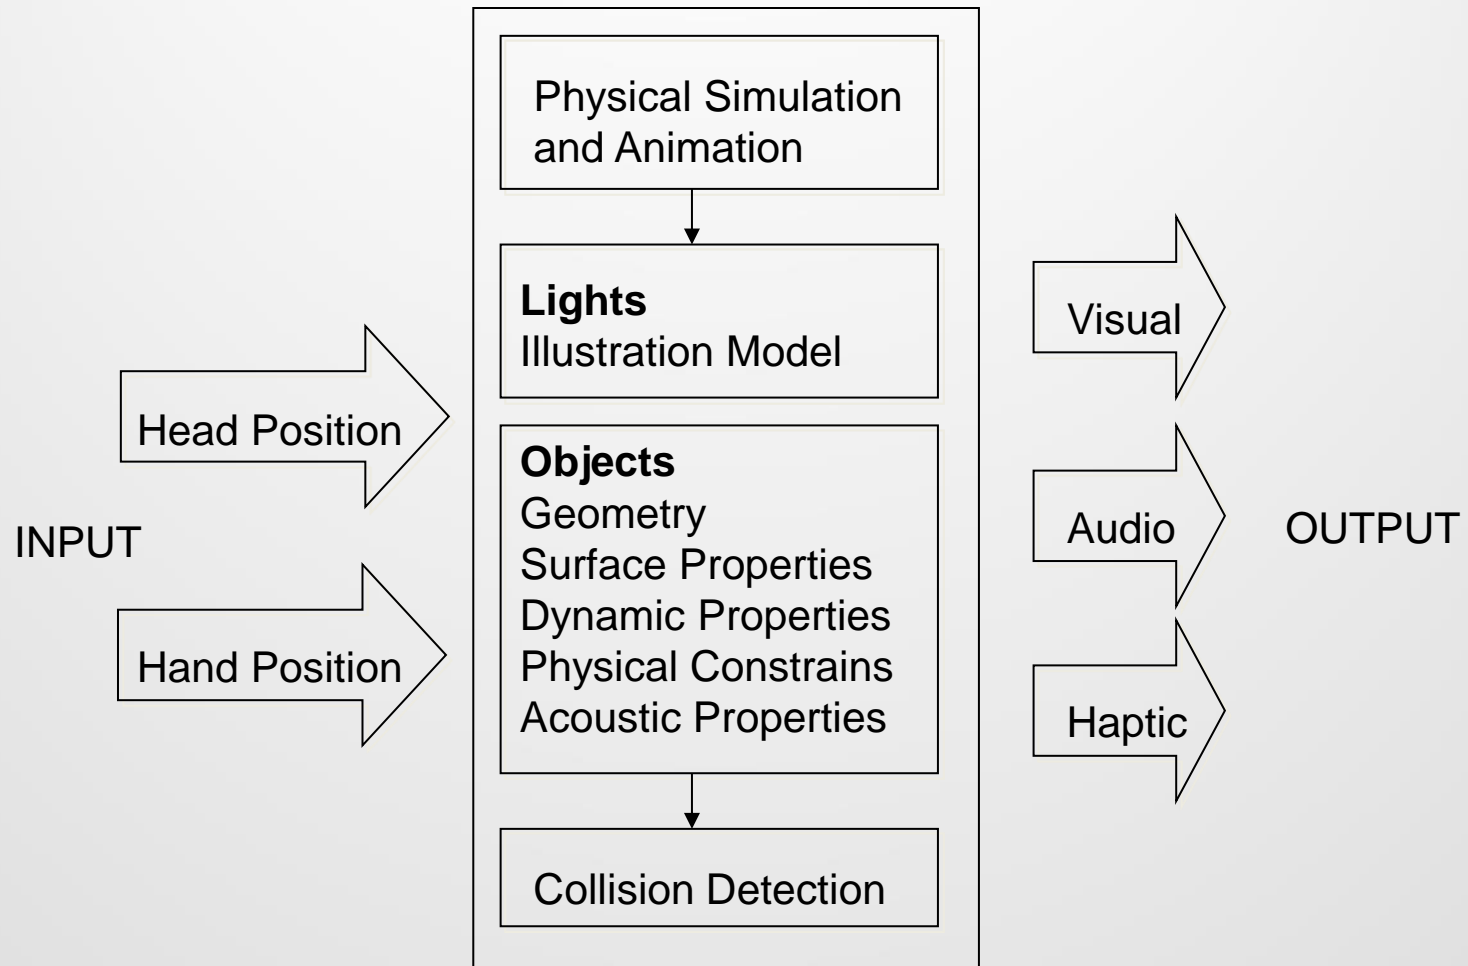 INPUT
Head Position
Hand Position
Physical Simulation
and Animation
Lights
Illustration Model
Objects
Geometry
Surface Properties
Dynamic Properties
Physical Constrains
Acoustic Properties
Collision Detection
Visual
Audio
Haptic
OUTPUT